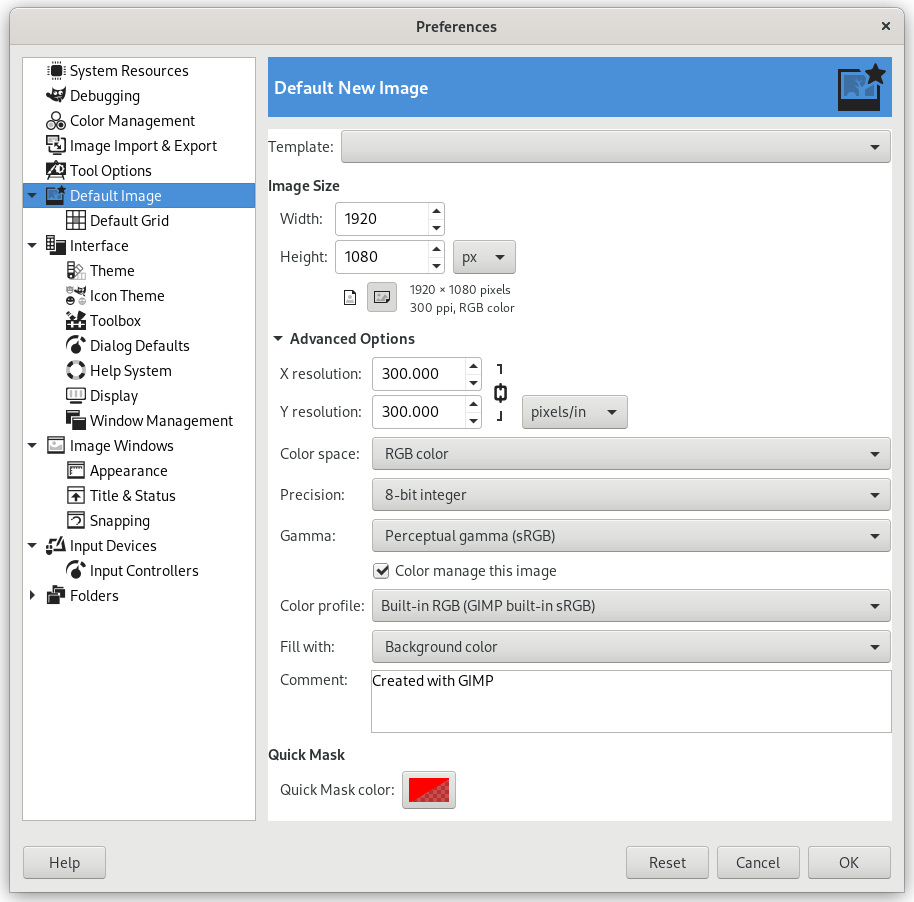 Preferences
System Resources
Debugging
Color Management
Image Import & Export
Tool Options
Default Image
Default Grid
Interface
Theme
Icon Theme
Toolbox
Dialog Defaults
Help System
Display
Window Management
Image Windows
Appearance
Title & Status
Snapping
Input Devices
Input Controllers
Folders
Default New Image
Template:
Image Size
Width: 1920
Height: 1080 px
1920 × 1080 pixels
300 ppi, RGB color
Advanced Options
X resolution: 300.000
Y resolution: 300.000 pixels/in
Color space: RGB color
Precision: 8-bit integer
Gamma: Perceptual gamma (sRGB)
Color manage this image
Color profile: Built-in RGB (GIMP built-in sRGB)
Fill with: Background color
Comment: Created with GIMP
Quick Mask
Quick Mask color:
Help Reset Cancel OK